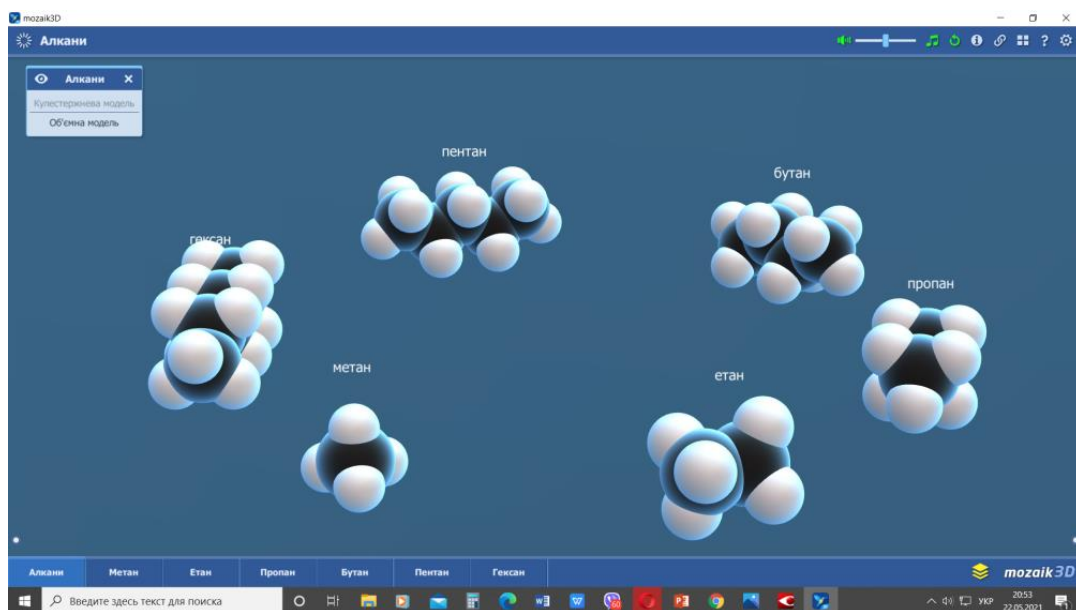 mozaik3D
Алкани
Алкани
Кулестержнева модель
Об'ємна модель
пентан
бутан
гексан
пропан
метан
етан
Алкани Метан Етан Пропан Бутан Пентан Гексан
mozaik3D
Введите здесь текст для поиска
УКР
20:53
22.05.2021